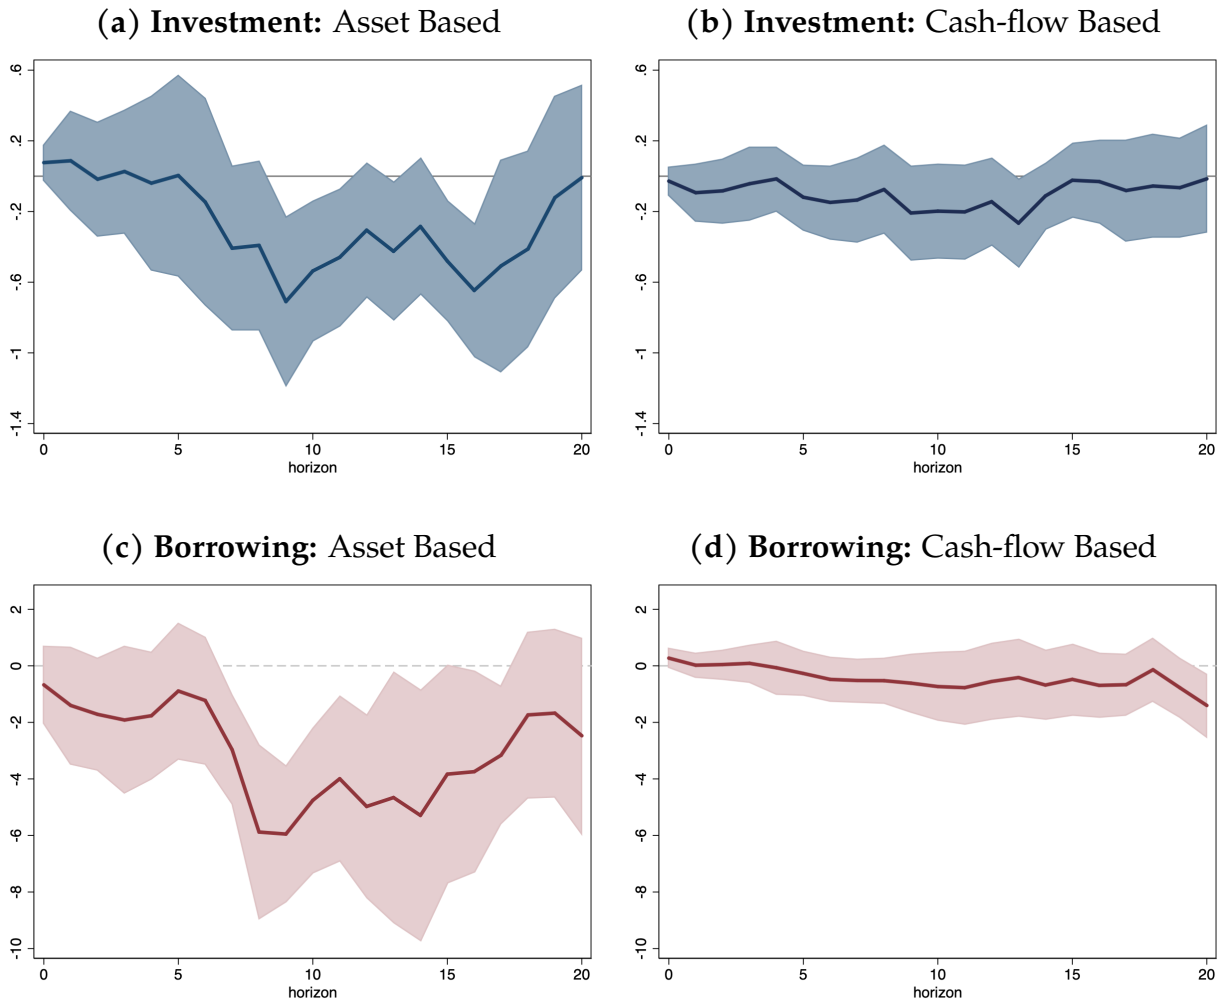 (a) Investment: Asset Based
.6
.2
-.2
-.6
-1
-1.4
0 5 10 15 20
horizon
(b) Investment: Cash-flow Based
.6
.2
-.2
-.6
-1
-1.4
0 5 10 15 20
horizon
(c) Borrowing: Asset Based
2
0
-2
-4
-6
-8
-10
0 5 10 15 20
horizon
(d) Borrowing: Cash-flow Based
2
0
-2
-4
-6
-8
-10
0 5 10 15 20
horizon